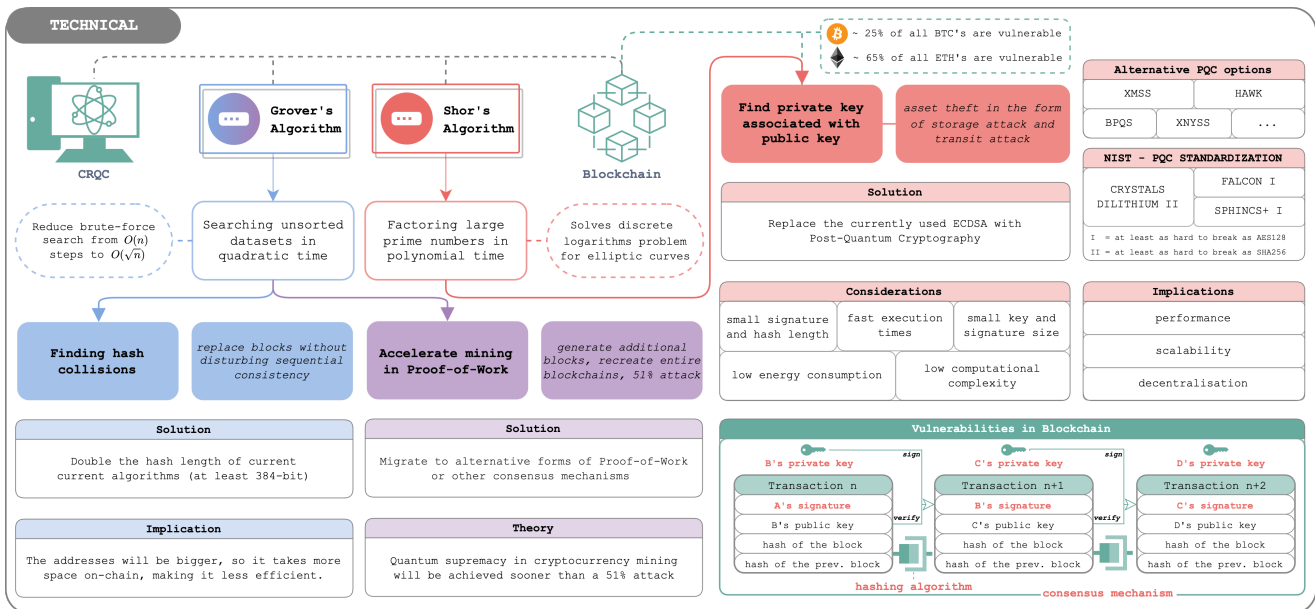 TECHNICAL
~ 25% of all BTC's are vulnerable
~ 65% of all ETH's are vulnerable
CRQC
Grover's
Algorithm
Shor's
Algorithm
Blockchain
Reduce brute-force
search from O(n)
steps to O(√n)
Searching unsorted
datasets in
quadratic time
Factoring large
prime numbers in
polynomial time
Solves discrete
logarithms problem
for elliptic curves
Finding hash
collisions
replace blocks without
disturbing sequential
consistency
Accelerate mining
in Proof-of-Work
generate additional
blocks, recreate entire
blockchains, 51% attack
Solution
Double the hash length of current
current algorithms (at least 384-bit)
Solution
Migrate to alternative forms of Proof-of-Work
or other consensus mechanisms
Implication
The addresses will be bigger, so it takes more
space on-chain, making it less efficient.
Theory
Quantum supremacy in cryptocurrency mining
will be achieved sooner than a 51% attack
Find private key
associated with
public key
asset theft in the form
of storage attack and
transit attack
Solution
Replace the currently used ECDSA with
Post-Quantum Cryptography
Alternative PQC options
XMSS
HAWK
BPQS
XNYSS
...
NIST - PQC STANDARDIZATION
CRYSTALS
DILITHIUM II
FALCON I
SPHINCS+ I
I = at least as hard to break as AES128
II = at least as hard to break as SHA256
Considerations
small signature
and hash length
fast execution
times
small key and
signature size
low energy consumption
low computational
complexity
Implications
performance
scalability
decentralisation
Vulnerabilities in Blockchain
B's private key
sign
Transaction n
A's signature
B's public key
verify
hash of the block
hash of the prev. block
C's private key
sign
Transaction n+1
B's signature
C's public key
verify
hash of the block
hash of the prev. block
D's private key
Transaction n+2
C's signature
D's public key
hash of the block
hash of the prev. block
hashing algorithm
consensus mechanism